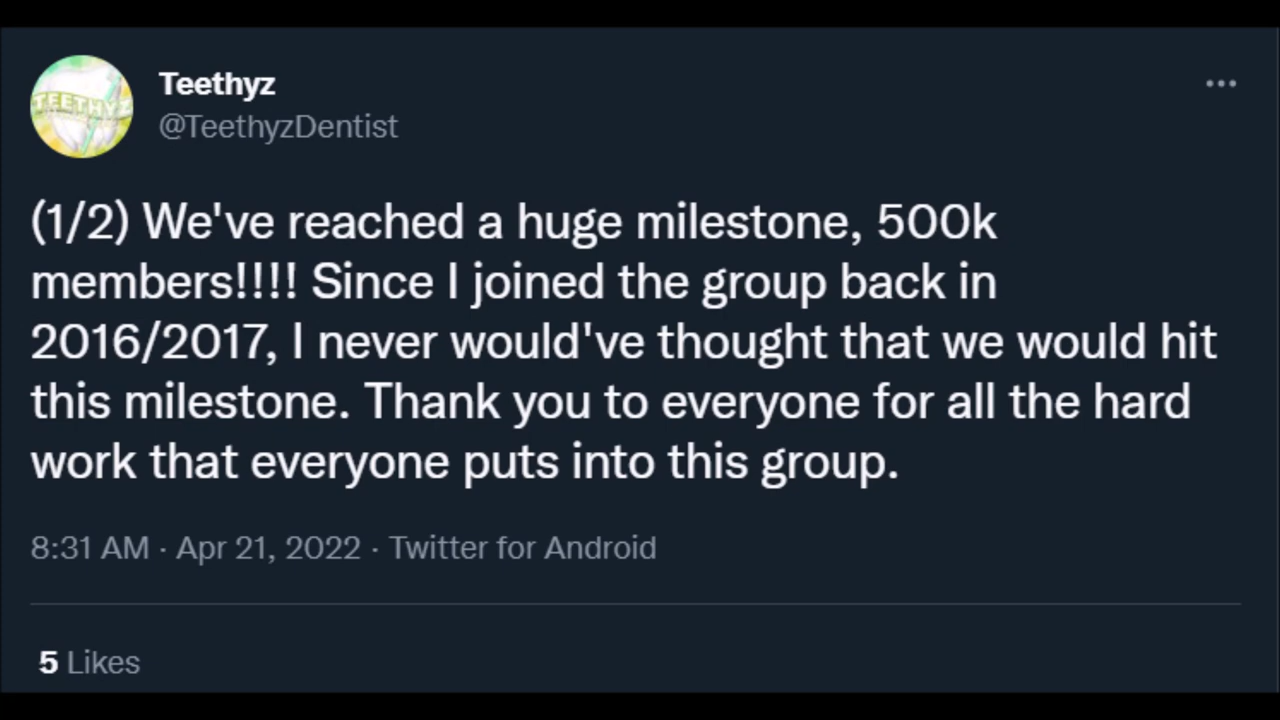 Teethyz
@TeethyzDentist
TEETHYZ
(1/2) We've reached a huge milestone, 500k
members!!!! Since I joined the group back in
2016/2017, I never would've thought that we would hit
this milestone. Thank you to everyone for all the hard
work that everyone puts into this group.
8:31 AM · Apr 21, 2022 · Twitter for Android
5 Likes